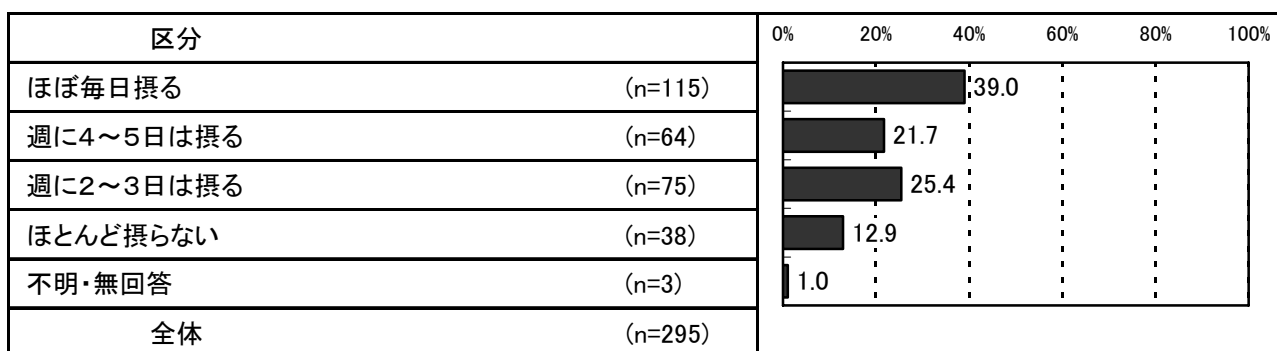 区分 0% 20% 40% 60% 80% 100%
ほぼ毎日摂る (n=115) 39.0
週に4～5日は摂る (n=64) 21.7
週に2～3日は摂る (n=75) 25.4
ほとんど摂らない (n=38) 12.9
不明・無回答 (n=3) 1.0
全体 (n=295)